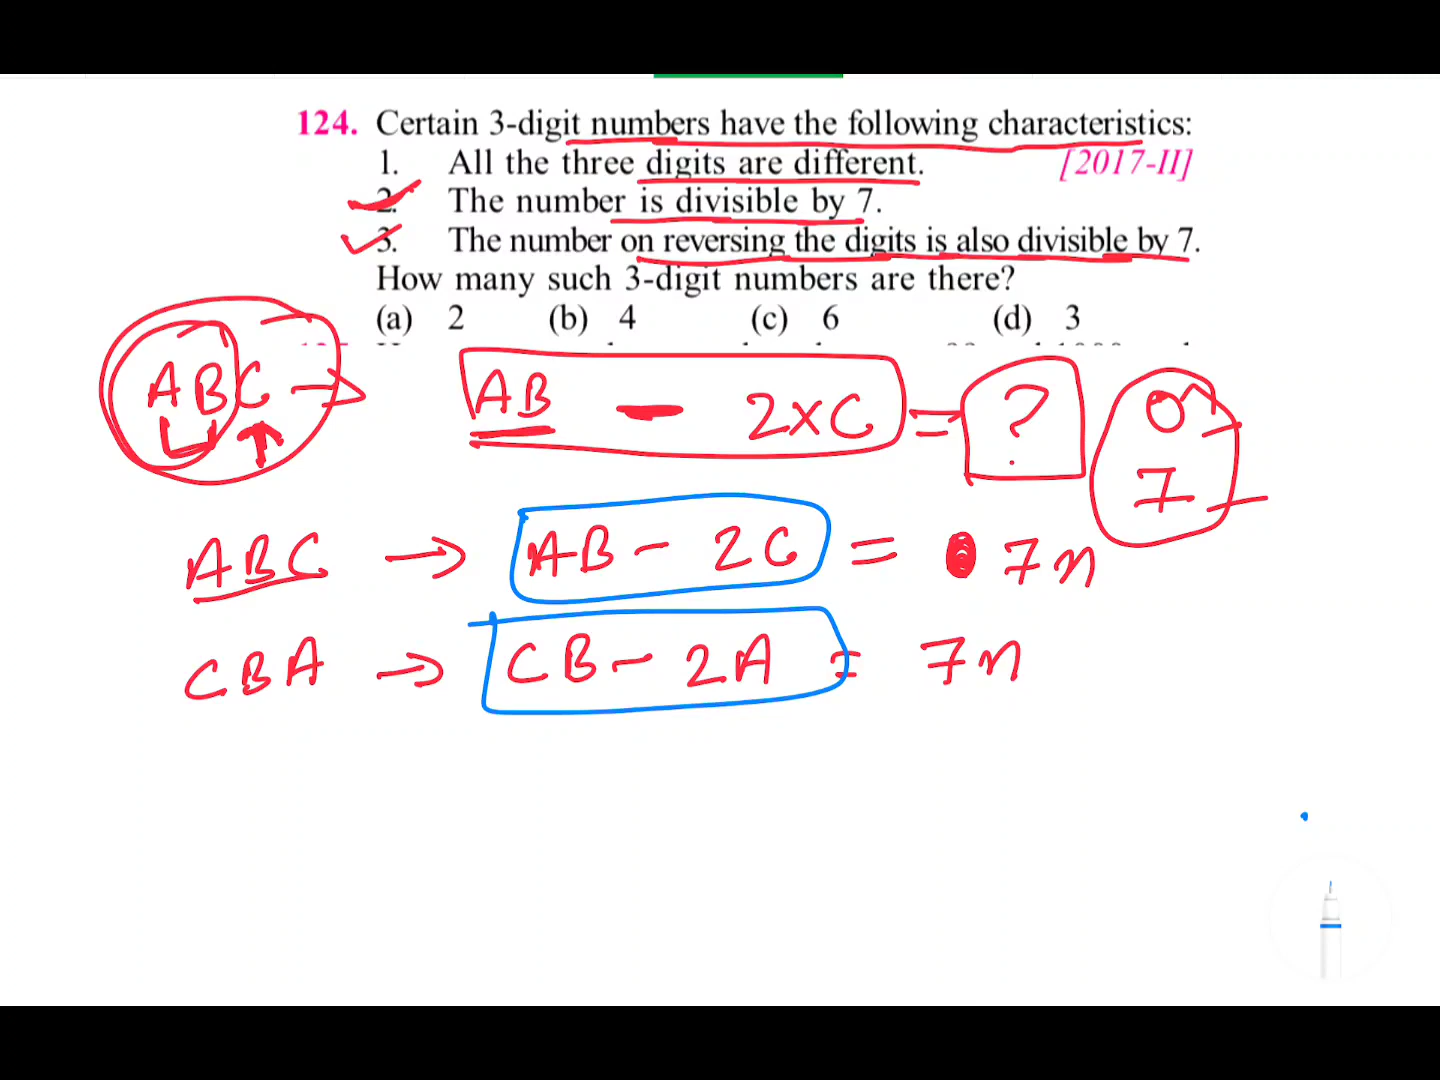 124. Certain 3-digit numbers have the following characteristics:
1. All the three digits are different. [2017-II]
2. The number is divisible by 7.
3. The number on reversing the digits is also divisible by 7.
How many such 3-digit numbers are there?
(a) 2 (b) 4 (c) 6 (d) 3
ABC → AB - 2×C = ? 0
7
ABC → AB - 2C = 7n
CBA → CB - 2A = 7n